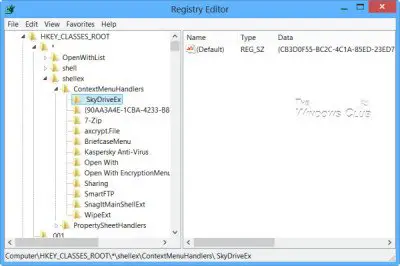 Registry Editor
File Edit View Favorites Help
HKEY_CLASSES_ROOT
*
OpenWithList
shell
shellex
ContextMenuHandlers
SkyDriveEx
{90AA3A4E-1CBA-4233-B8
7-Zip
axcrypt.File
BriefcaseMenu
Kaspersky Anti-Virus
Open With
Open With EncryptionMenu
Sharing
SmartFTP
SnagItMainShellExt
WipeExt
PropertySheetHandlers
.001
Name Type Data
ab (Default) REG_SZ {CB3D0F55-BC2C-4C1A-85ED-23ED7
The
Windows Club
Computer\HKEY_CLASSES_ROOT\*\shellex\ContextMenuHandlers\ SkyDriveEx